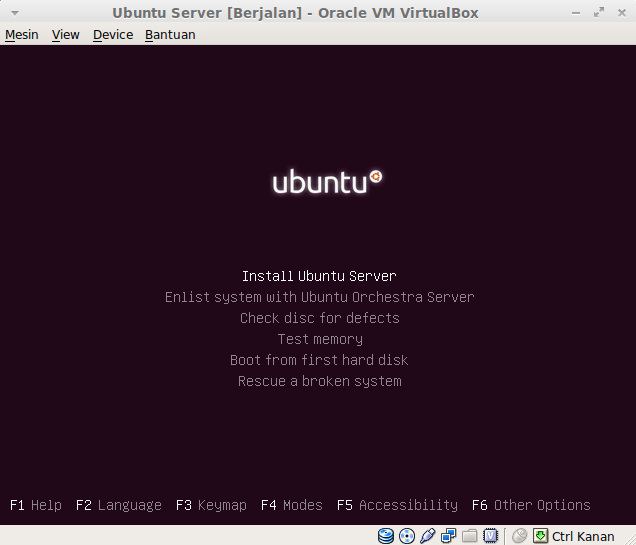 Ubuntu Server [Berjalan] - Oracle VM VirtualBox
Mesin View Device Bantuan
ubuntu
Install Ubuntu Server
Enlist system with Ubuntu Orchestra Server
Check disc for defects
Test memory
Boot from first hard disk
Rescue a broken system
F1 Help F2 Language F3 Keymap F4 Modes F5 Accessibility F6 Other Options
Ctrl Kanan